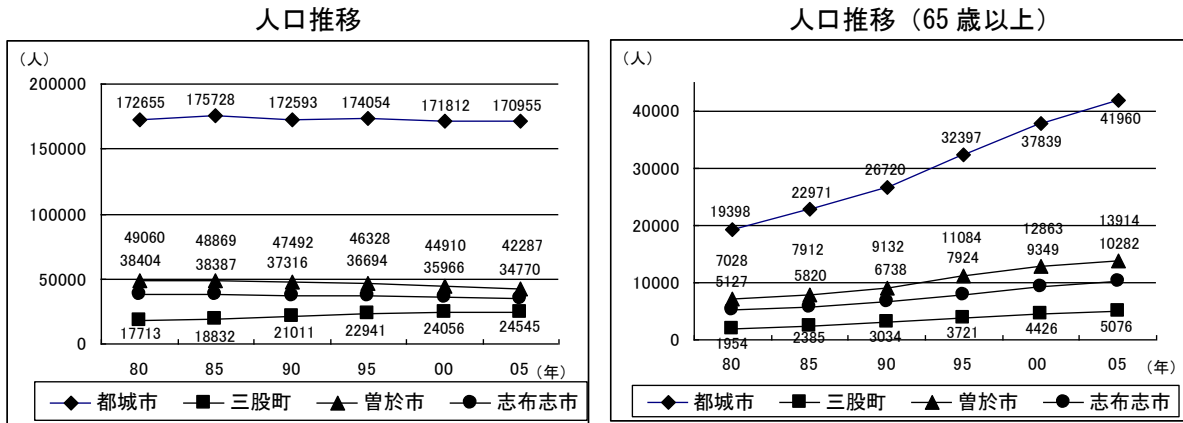 人口推移
（人）
200000
172655 175728 172593 174054 171812 170955
150000
100000
49060 48869 47492 46328 44910 42287
38404 38387 37316 36694 35966 34770
50000
17713 18832 21011 22941 24056 24545
0
80 85 90 95 00 05 （年）
都城市 三股町 曽於市 志布志市
人口推移（65歳以上）
（人）
40000
41960
37839
32397
30000
26720
22971
20000
19398
7028 7912 9132 11084 12863 13914
5127 5820 6738 7924 9349 10282
10000
1954 2385 3034 3721 4426 5076
0
80 85 90 95 00 05 （年）
都城市 三股町 曽於市 志布志市